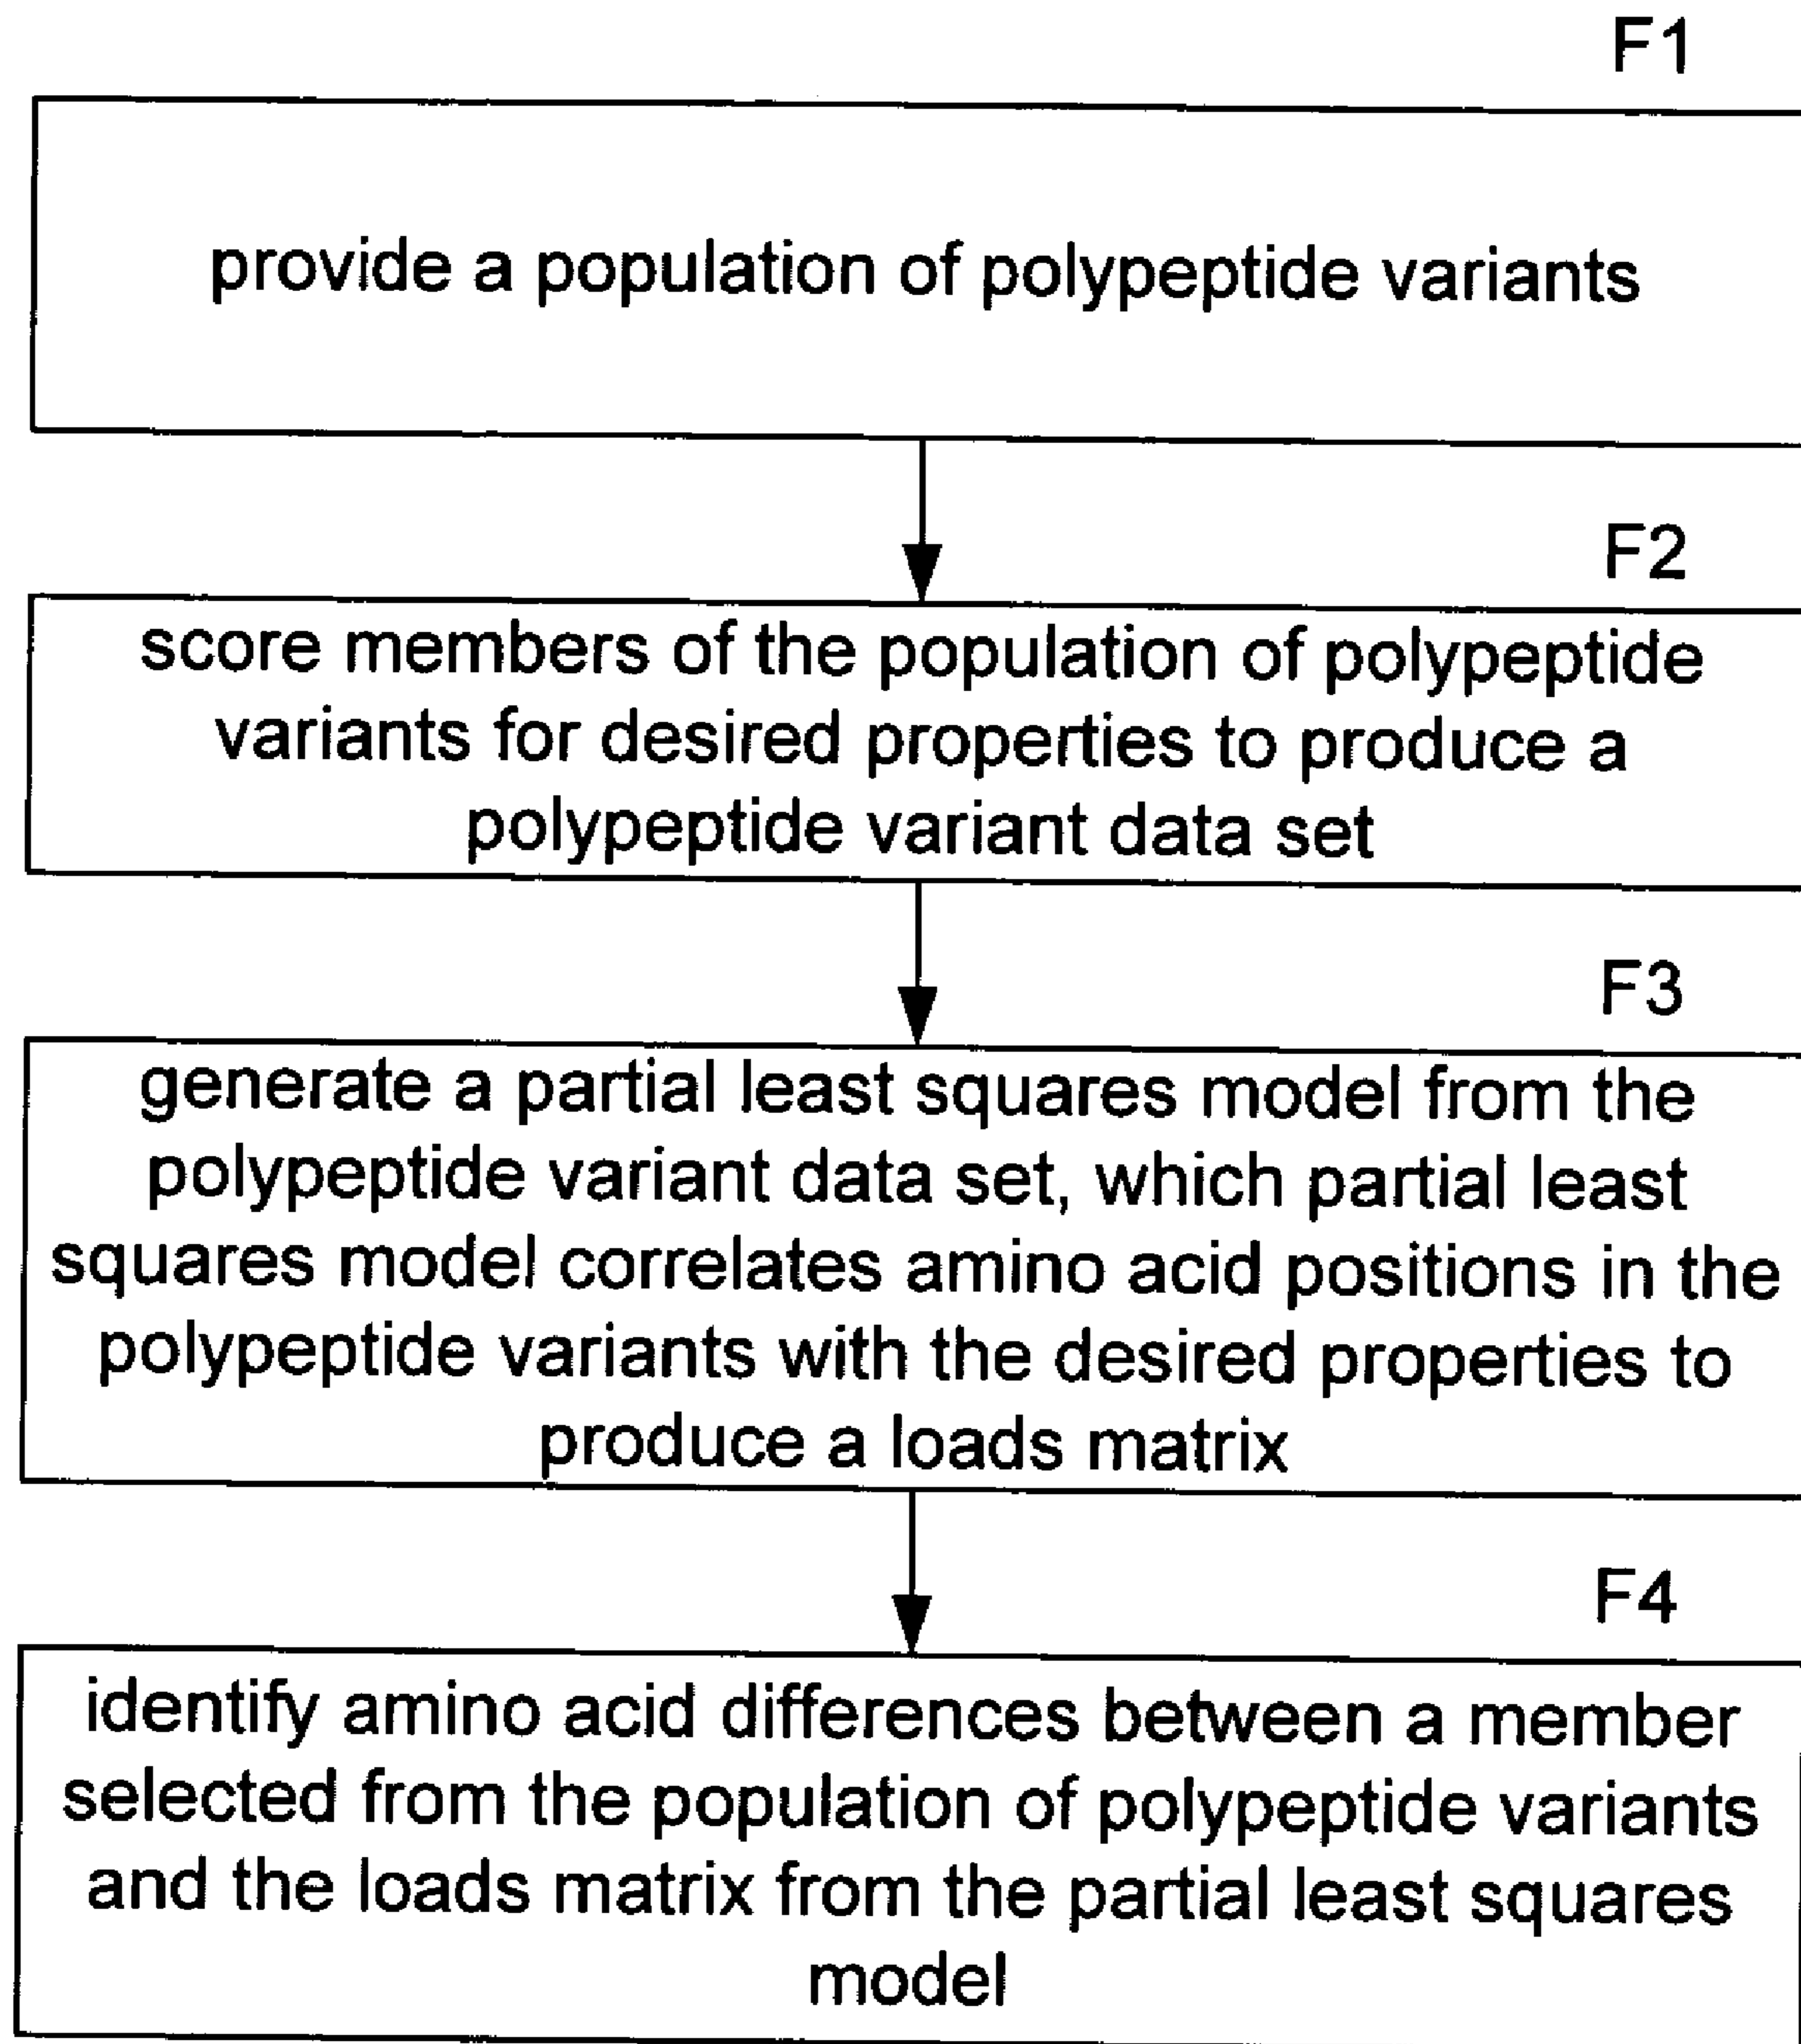 F1
provide a population of polypeptide variants
F2
score members of the population of polypeptide
variants for desired properties to produce a
polypeptide variant data set
F3
generate a partial least squares model from the
polypeptide variant data set, which partial least
squares model correlates amino acid positions in the
polypeptide variants with the desired properties to
produce a loads matrix
F4
identify amino acid differences between a member
selected from the population of polypeptide variants
and the loads matrix from the partial least squares
model